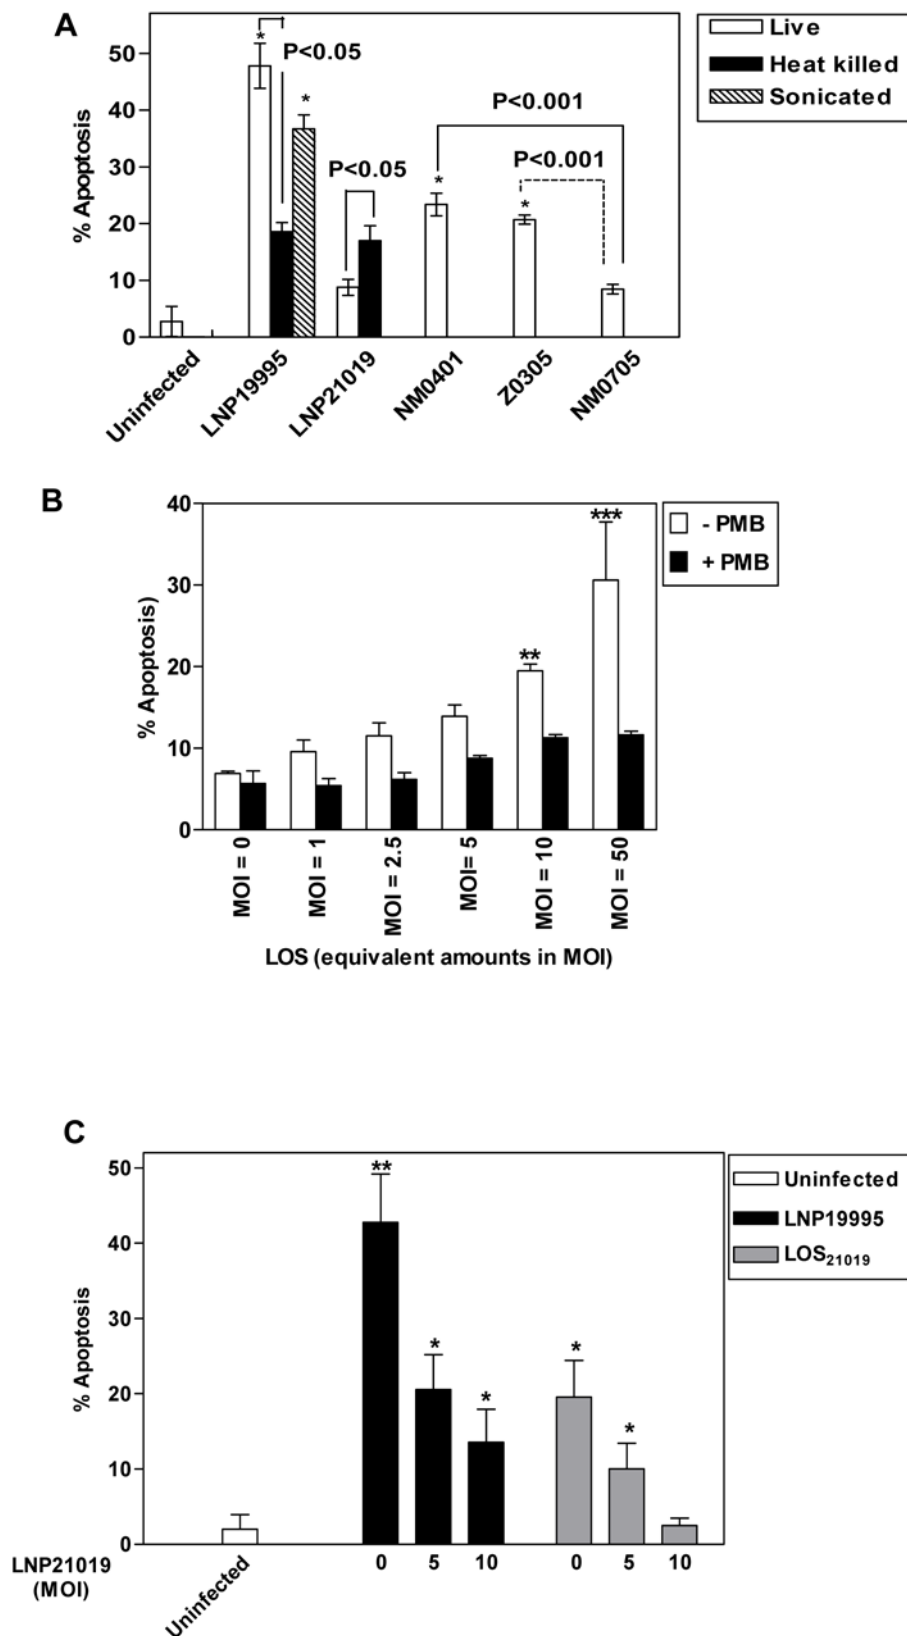 A
Live
Heat killed
Sonicated
% Apoptosis
50
40
30
20
10
0
*
P<0.05
*
P<0.05
P<0.001
*
P<0.001
*
Uninfected
LNP19995
LNP21019
NM0401
Z0305
NM0705
B
- PMB
+ PMB
% Apoptosis)
40
30
20
10
0
**
***
MOI = 0
MOI = 1
MOI = 2.5
MOI= 5
MOI = 10
MOI = 50
LOS (equivalent amounts in MOI)
C
Uninfected
LNP19995
LOS21019
% Apoptosis
50
40
30
20
10
0
**
*
*
*
*
LNP21019
(MOI)
Uninfected
0 5 10 0 5 10